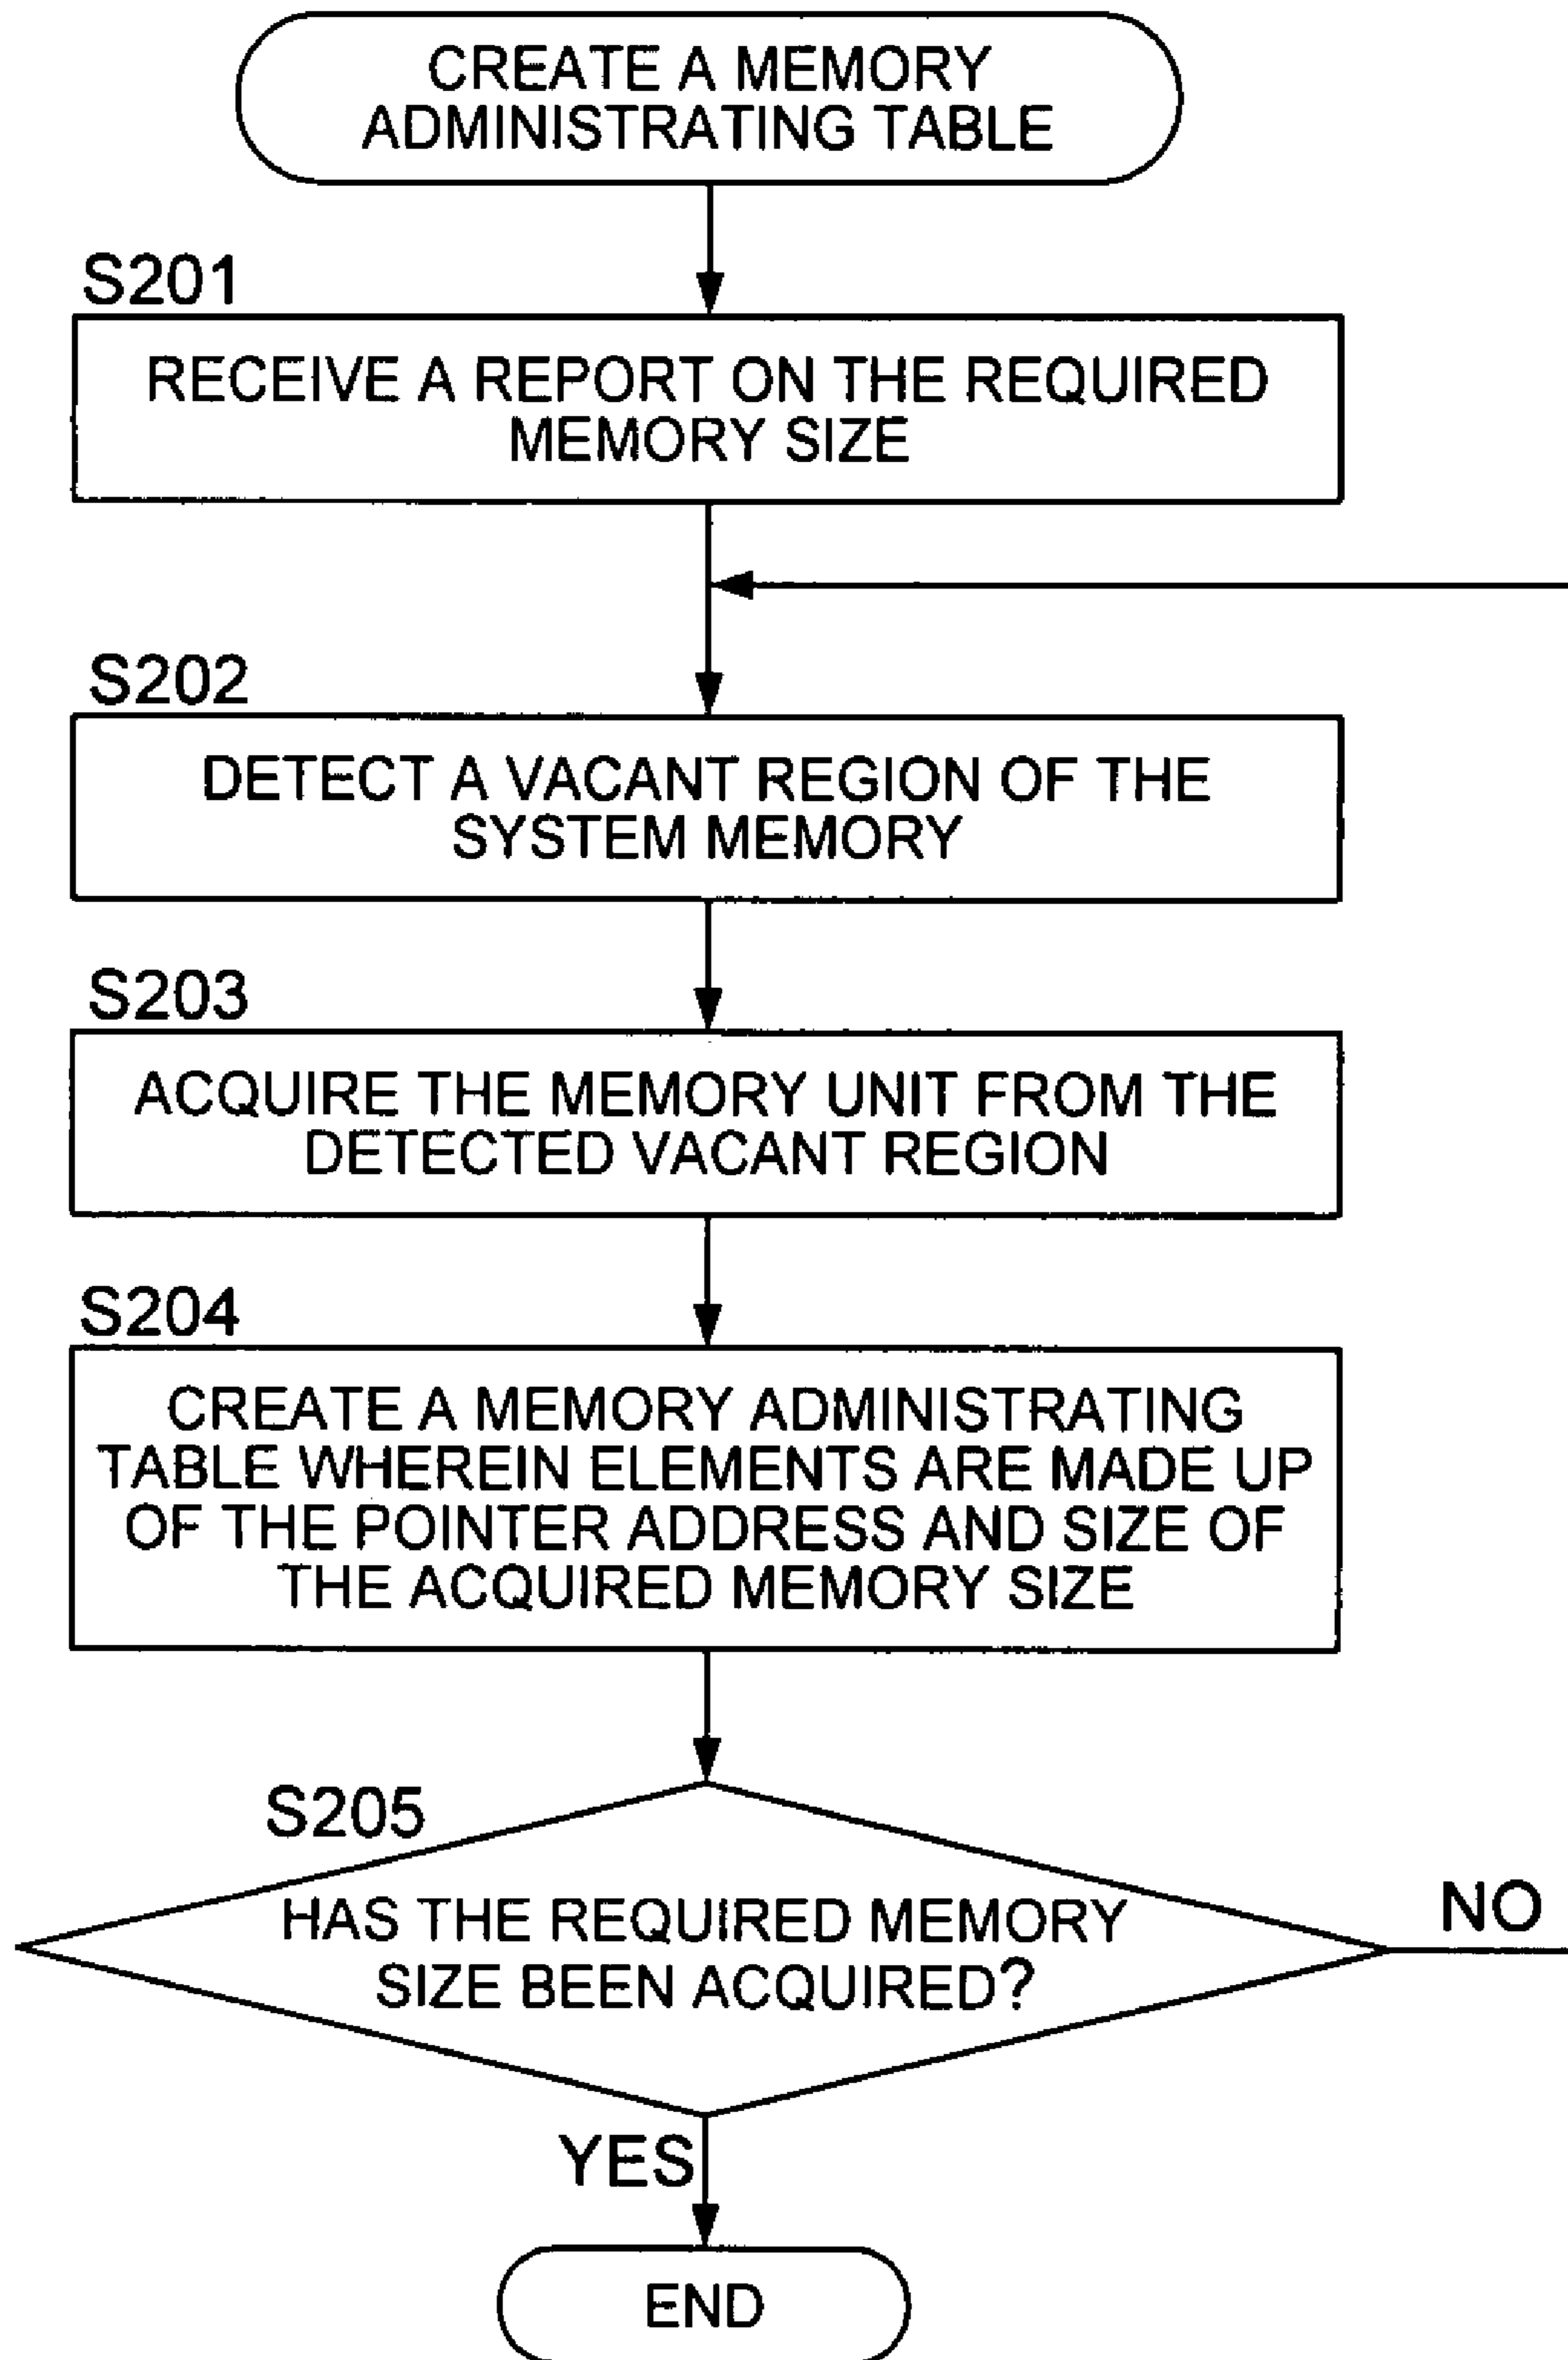 CREATE A MEMORY
ADMINISTRATING TABLE
S201
RECEIVE A REPORT ON THE REQUIRED
MEMORY SIZE
S202
DETECT A VACANT REGION OF THE
SYSTEM MEMORY
S203
ACQUIRE THE MEMORY UNIT FROM THE
DETECTED VACANT REGION
S204
CREATE A MEMORY ADMINISTRATING
TABLE WHEREIN ELEMENTS ARE MADE UP
OF THE POINTER ADDRESS AND SIZE OF
THE ACQUIRED MEMORY SIZE
S205
HAS THE REQUIRED MEMORY
SIZE BEEN ACQUIRED?
NO
YES
END